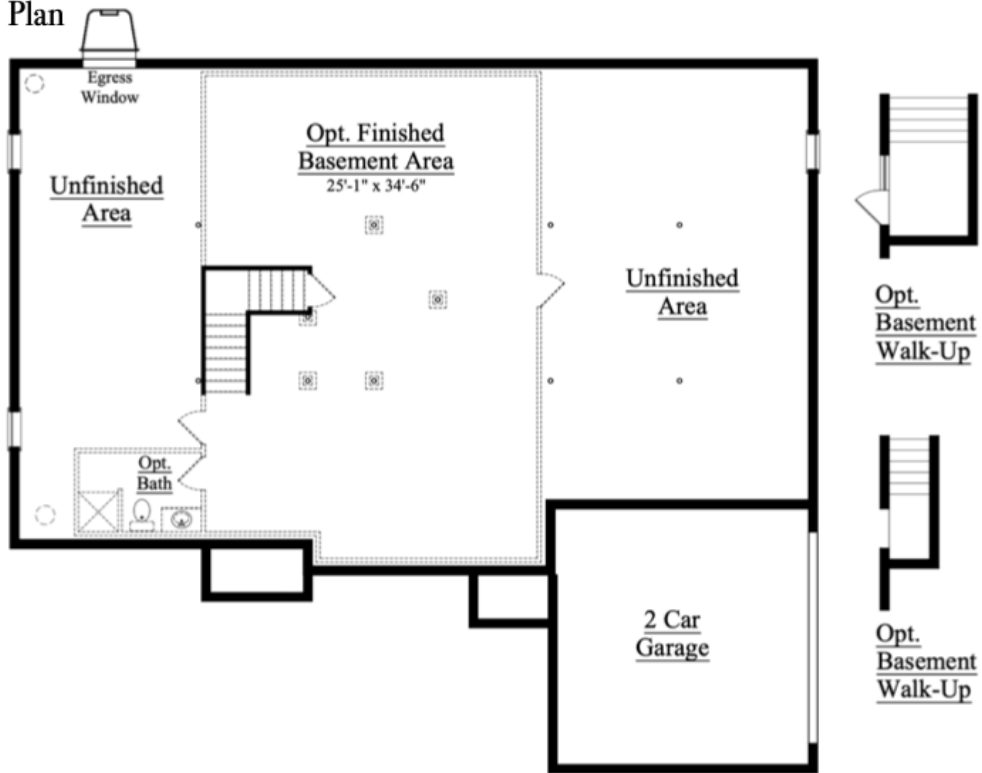 Plan
Egress
Window
Opt. Finished
Basement Area
25'-1" x 34'-6"
Unfinished
Area
Unfinished
Area
Opt.
Bath
2 Car
Garage
Opt.
Basement
Walk-Up
Opt.
Basement
Walk-Up